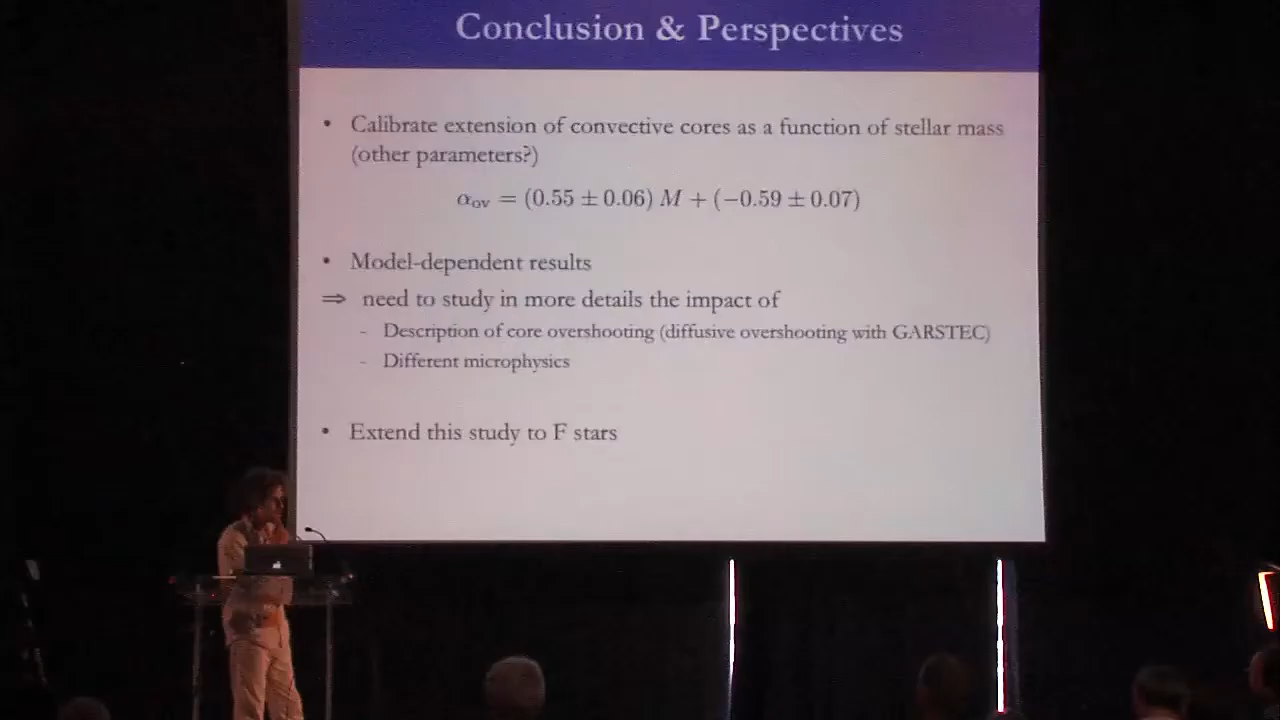 Conclusion & Perspectives
• Calibrate extension of convective cores as a function of stellar mass
(other parameters?)
α_ov = (0.55 ± 0.06) M + (−0.59 ± 0.07)
• Model-dependent results
⇒ need to study in more details the impact of
- Description of core overshooting (diffusive overshooting with GARSTEC)
- Different microphysics
• Extend this study to F stars